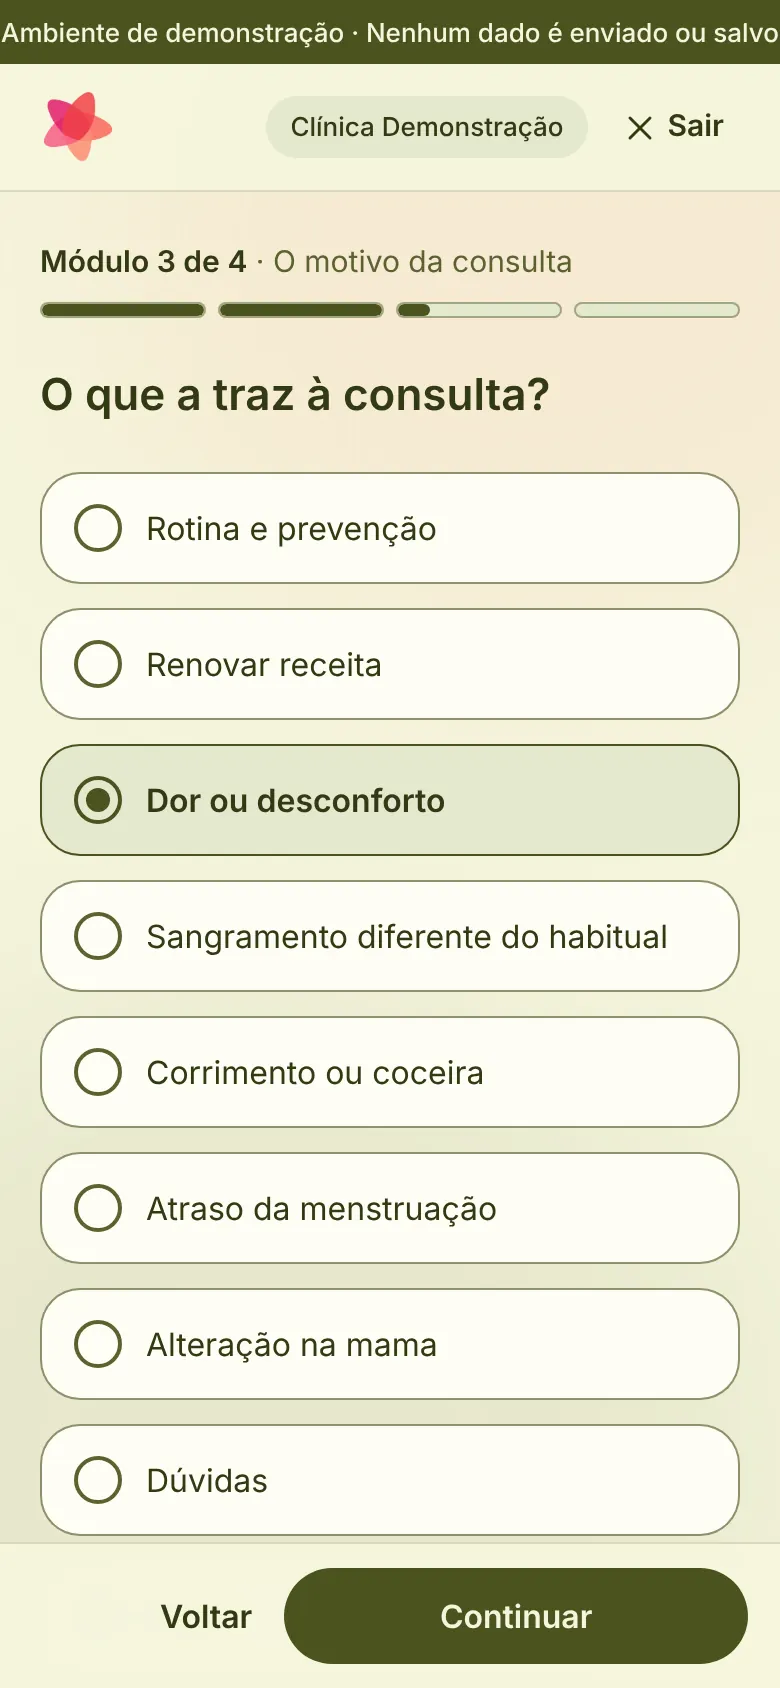 Ambiente de demonstração · Nenhum dado é enviado ou salvo
Clínica Demonstração
Sair
Módulo 3 de 4 · O motivo da consulta
O que a traz à consulta?
Rotina e prevenção
Renovar receita
Dor ou desconforto
Sangramento diferente do habitual
Corrimento ou coceira
Atraso da menstruação
Alteração na mama
Dúvidas
Voltar
Continuar